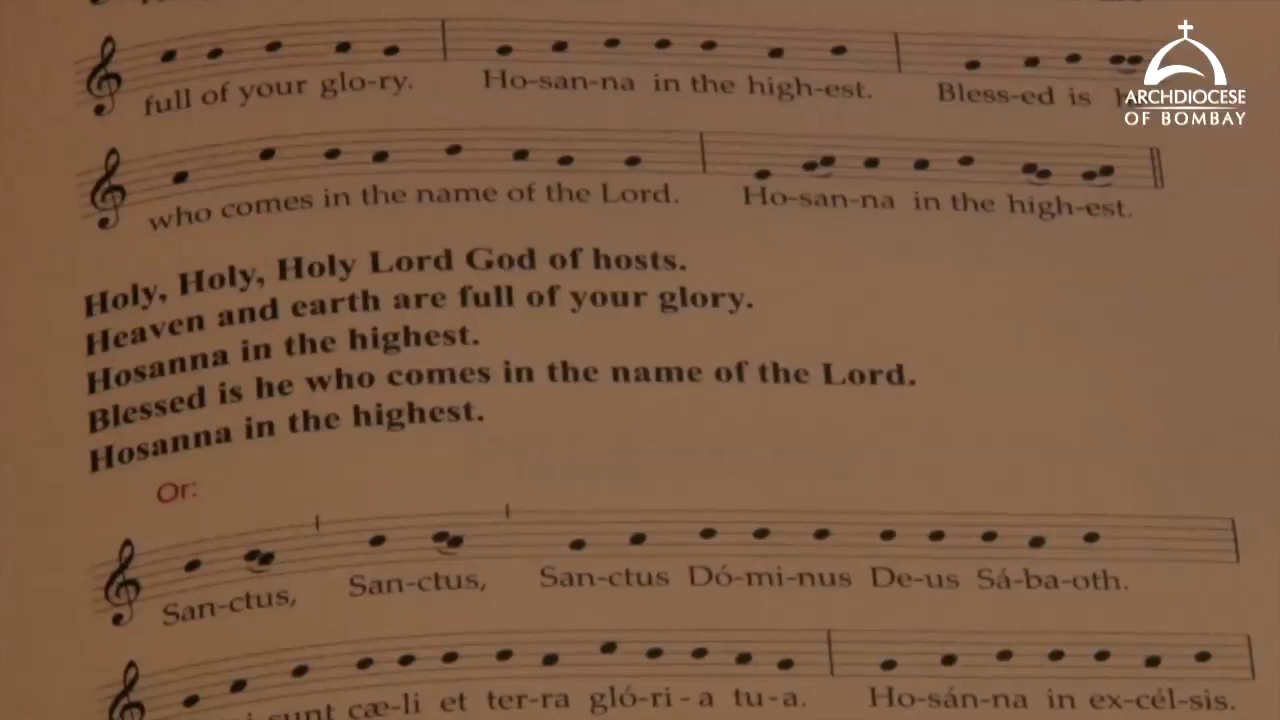 full of your glo-ry. Ho-san-na in the high-est. Bless-ed is
ARCHDIOCESE
OF BOMBAY
who comes in the name of the Lord. Ho-san-na in the high-est.
Holy, Holy, Holy Lord God of hosts.
Heaven and earth are full of your glory.
Hosanna in the highest.
Blessed is he who comes in the name of the Lord.
Hosanna in the highest.
Or:
San-ctus, San-ctus, San-ctus Dó-mi-nus De-us Sá-ba-oth.
sunt cæ-li et ter-ra gló-ri-a tu-a. Ho-sán-na in ex-cél-sis.